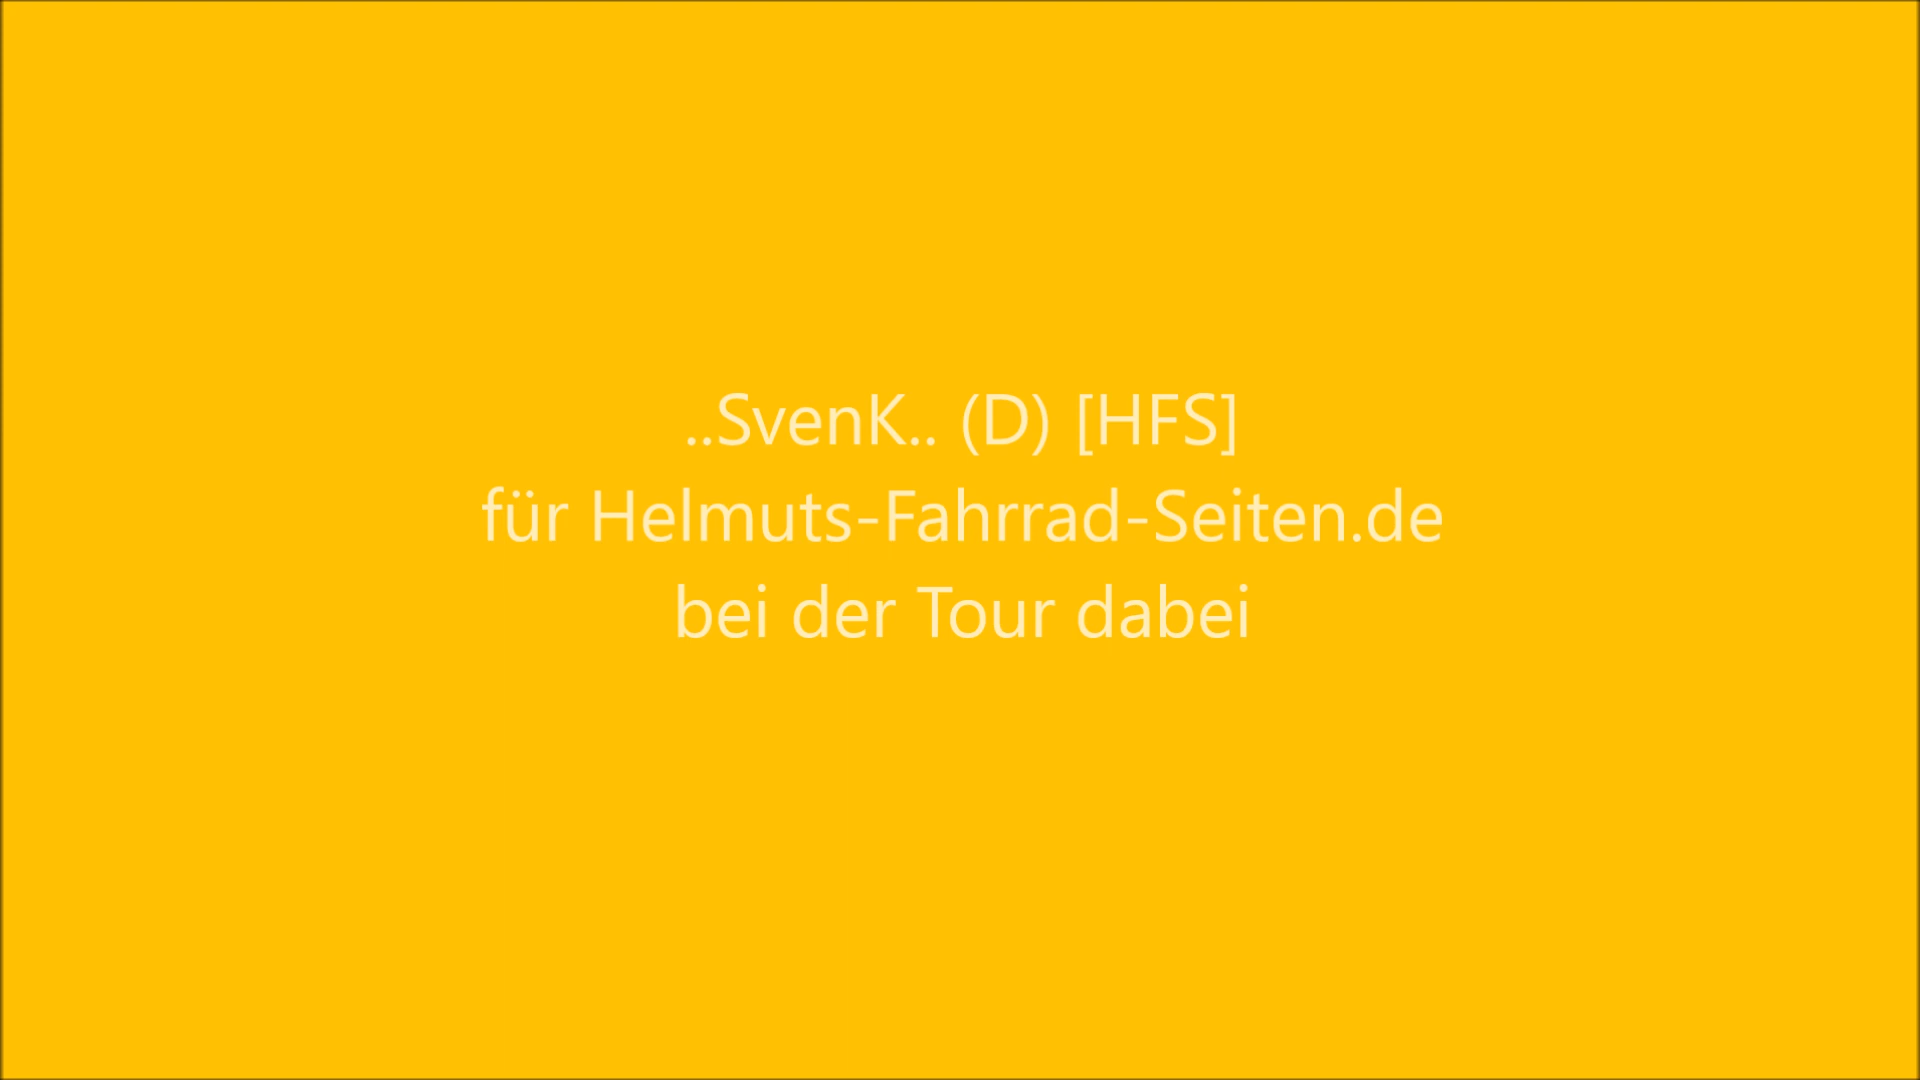 ..SvenK.. (D) [HFS]
für Helmuts-Fahrrad-Seiten.de
bei der Tour dabei